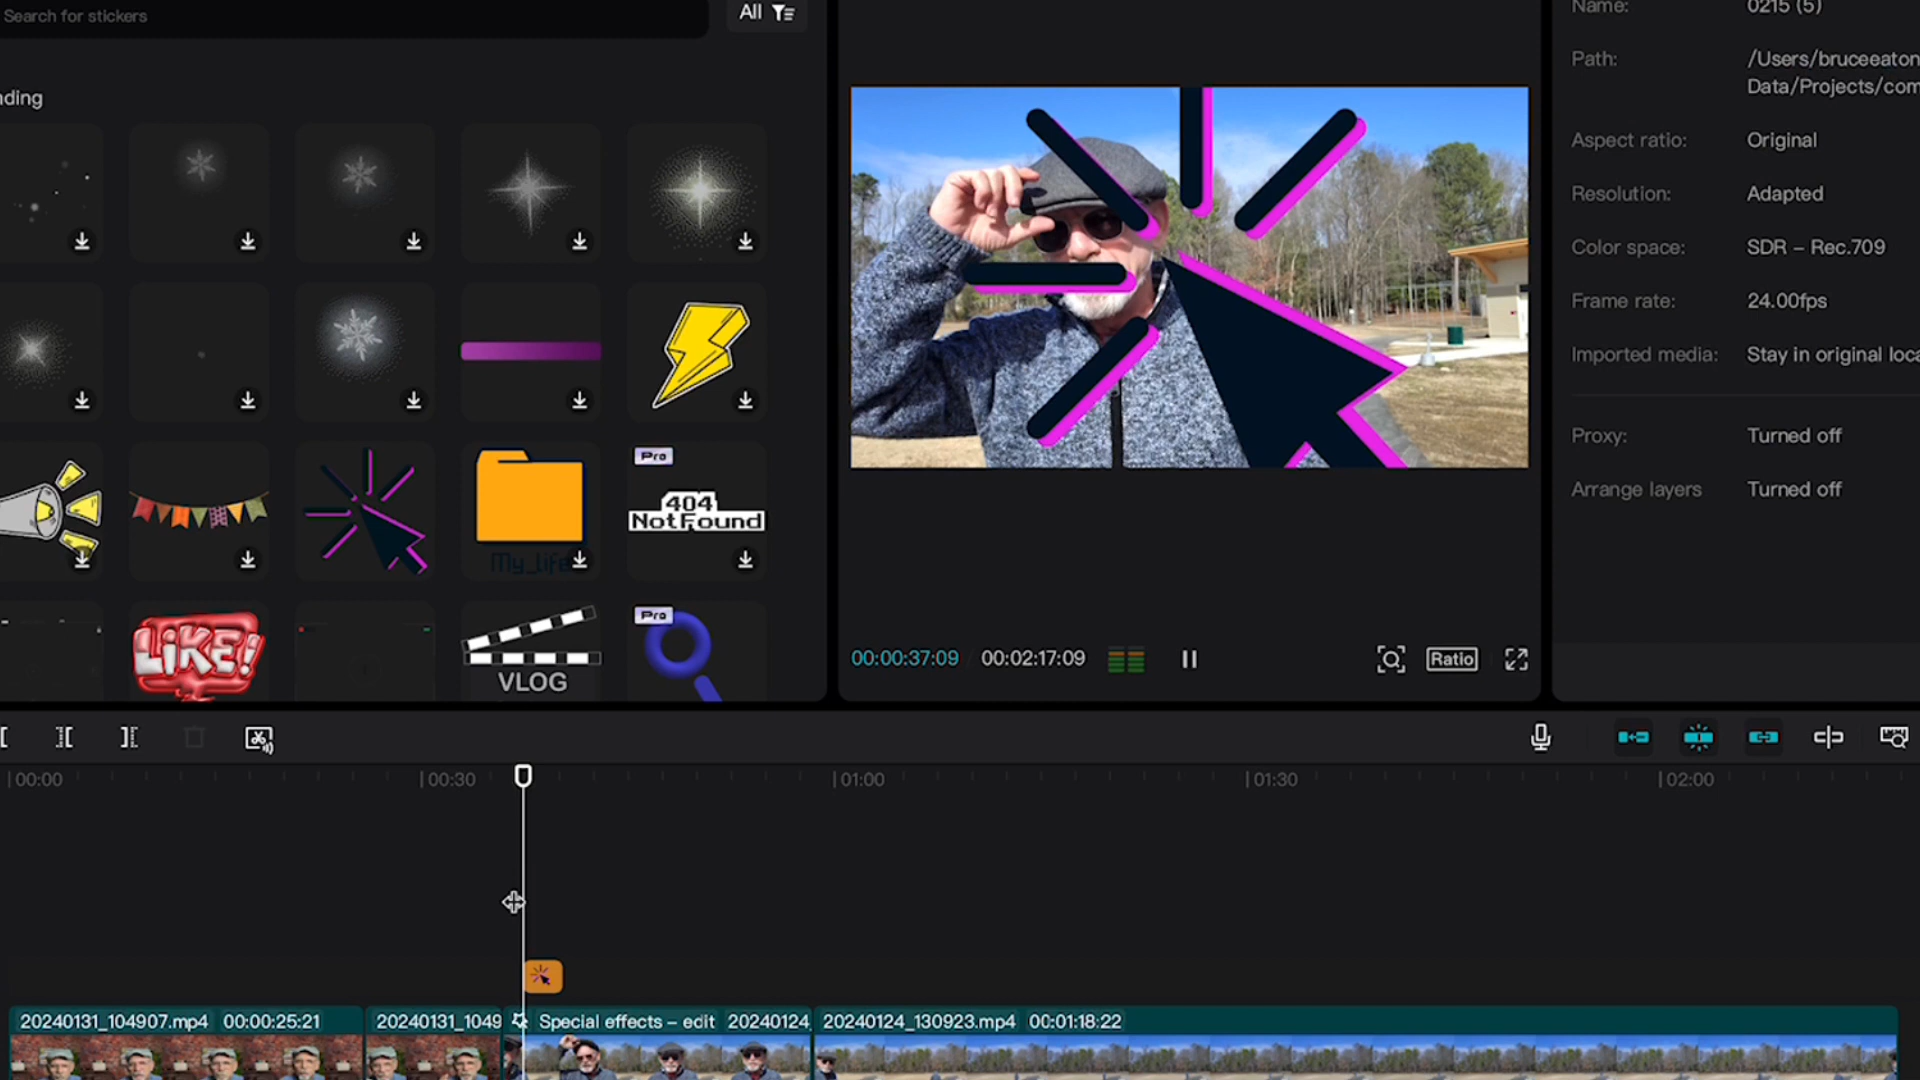 Search for stickers
All
nding
Name:
0215 (5)
Path:
/Users/bruceeaton
Data/Projects/com
Aspect ratio:
Original
Resolution:
Adapted
Color space:
SDR – Rec.709
Frame rate:
24.00fps
Imported media:
Stay in original loca
Proxy:
Turned off
Arrange layers
Turned off
Pro
404
NotFound
My_life
LiKE!
VLOG
Pro
00:00:37:09 / 00:02:17:09
Ratio
00:00
00:30
01:00
01:30
02:00
20240131_104907.mp4 00:00:25:21
20240131_1049
Special effects – edit 20240124_
20240124_130923.mp4 00:01:18:22